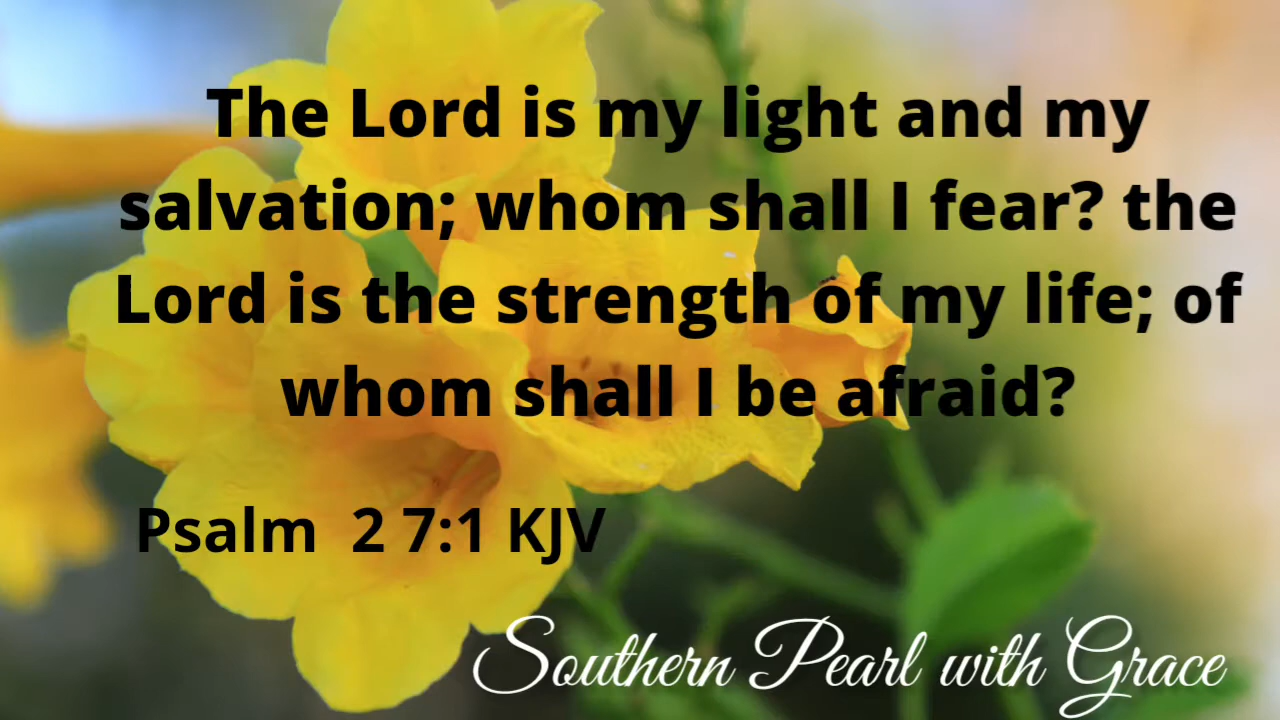 The Lord is my light and my
salvation; whom shall I fear? the
Lord is the strength of my life; of
whom shall I be afraid?
Psalm  2 7:1 KJV
Southern Pearl with Grace